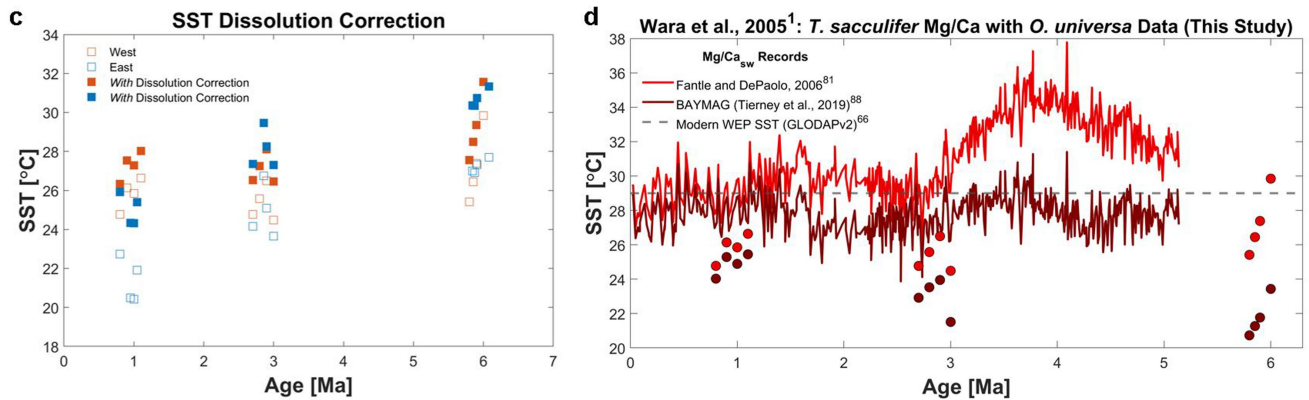 c
SST Dissolution Correction
SST [°C]
34
32
30
28
26
24
22
20
18
West
East
With Dissolution Correction
With Dissolution Correction
0
1
2
3
4
5
6
7
Age [Ma]
d
Wara et al., 2005¹: T. sacculifer Mg/Ca with O. universa Data (This Study)
SST [°C]
38
36
34
32
30
28
26
24
22
20
Mg/Casw Records
Fantle and DePaolo, 2006⁸¹
BAYMAG (Tierney et al., 2019)⁸⁸
Modern WEP SST (GLODAPv2)⁶⁶
0
1
2
3
4
5
6
Age [Ma]